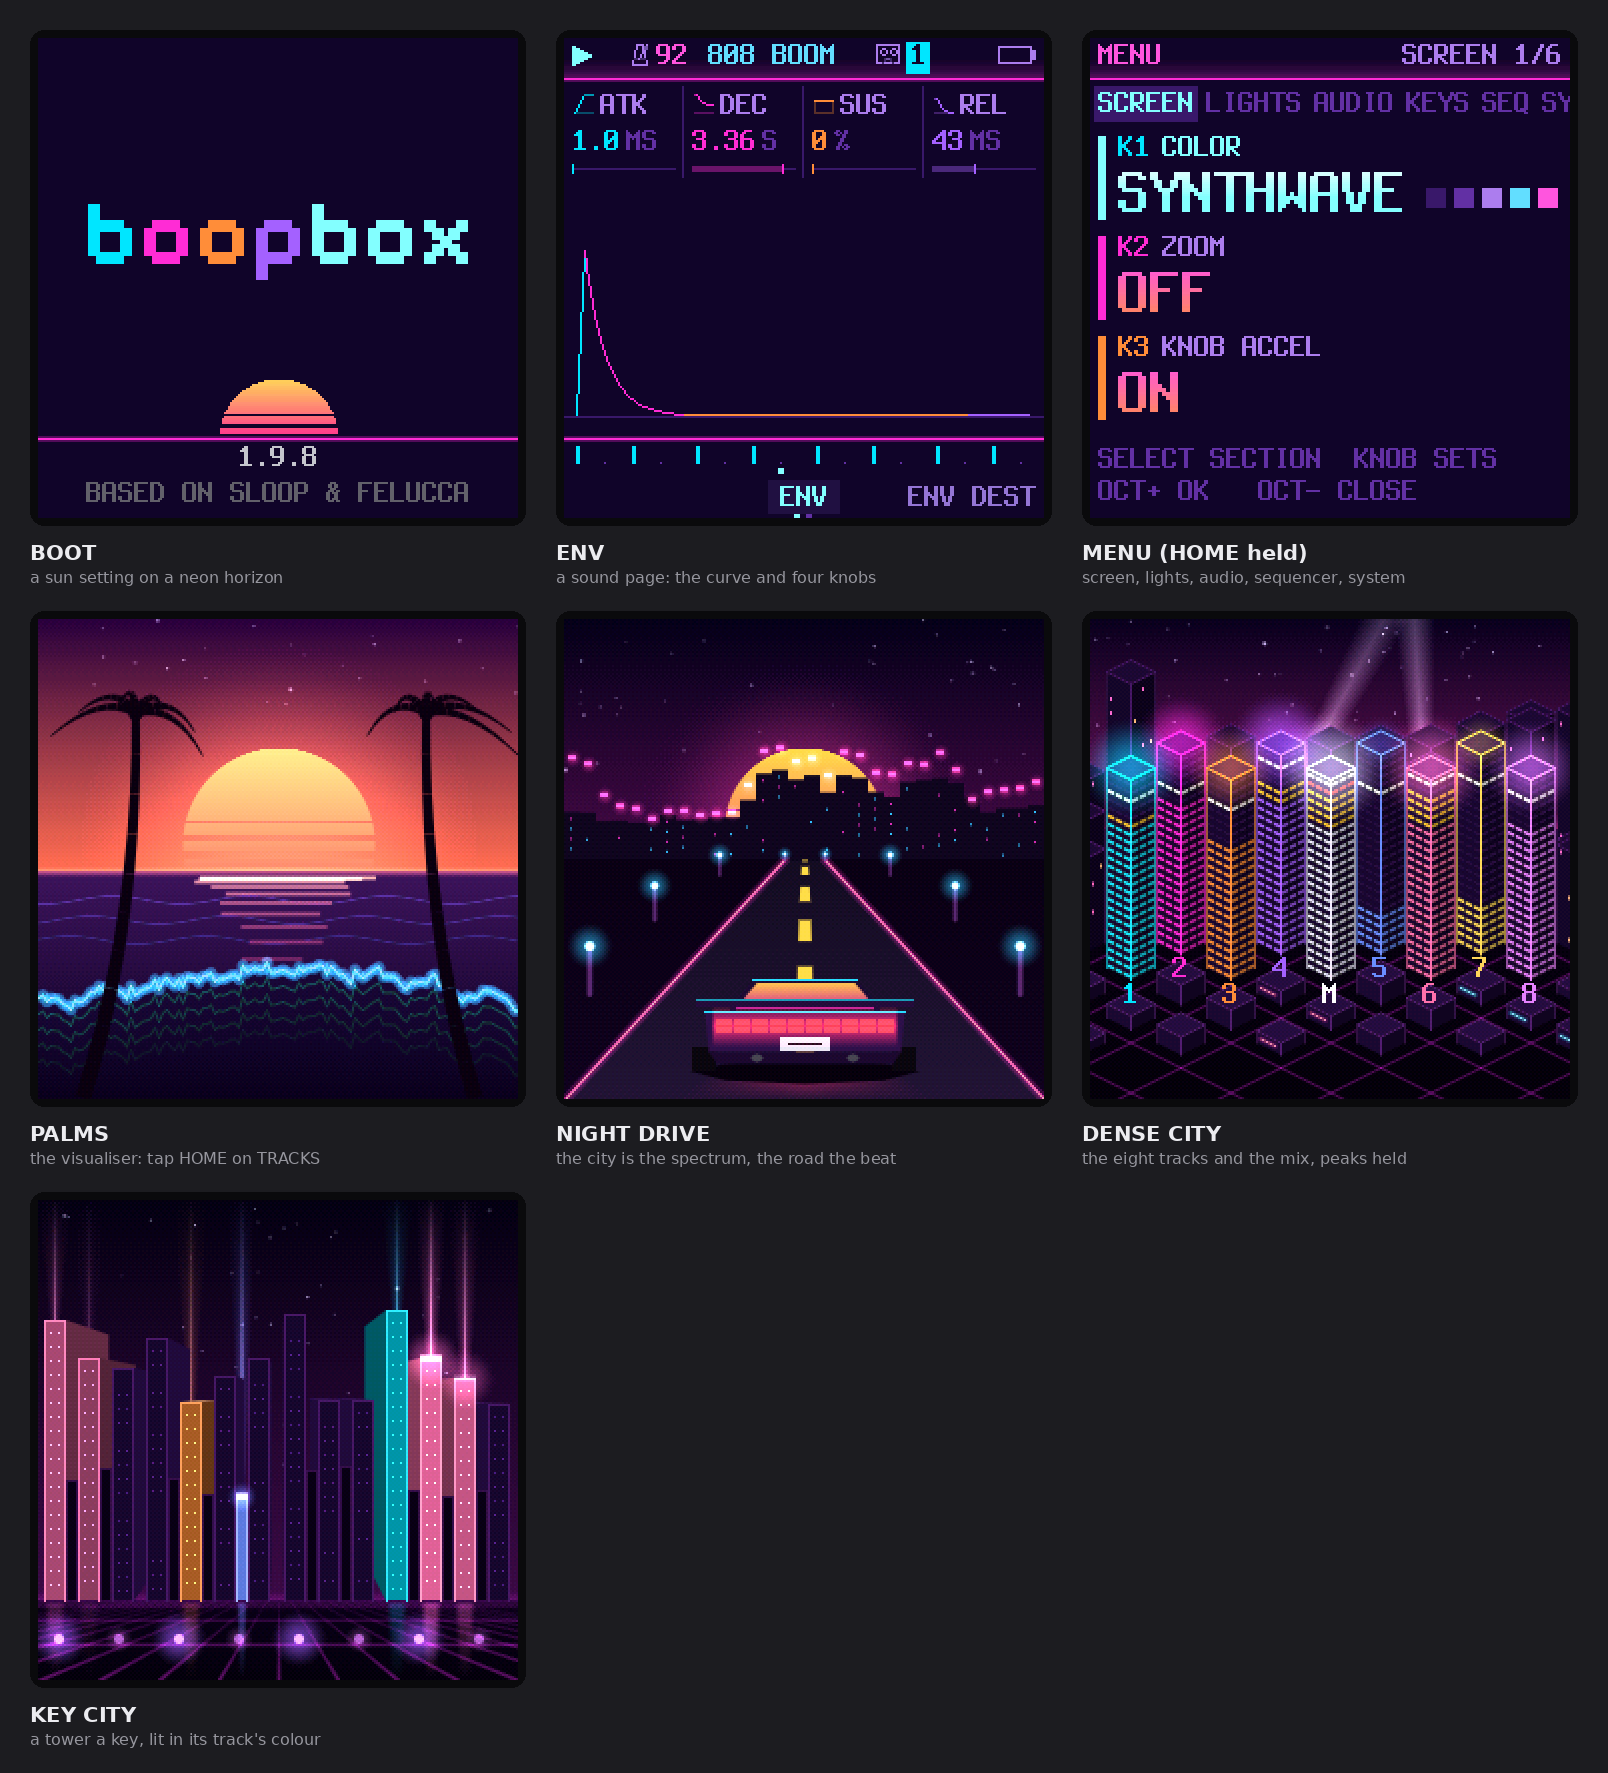 boopbox
1.9.8
BASED ON SLOOP & FELUCCA
BOOT
a sun setting on a neon horizon
92 808 BOOM 1
ATK DEC SUS REL
1.0 MS 3.36 S 0 % 43 MS
ENV ENV DEST
ENV
a sound page: the curve and four knobs
MENU SCREEN 1/6
SCREEN LIGHTS AUDIO KEYS SEQ SY
K1 COLOR
SYNTHWAVE
K2 ZOOM
OFF
K3 KNOB ACCEL
ON
SELECT SECTION KNOB SETS
OCT+ OK OCT- CLOSE
MENU (HOME held)
screen, lights, audio, sequencer, system
PALMS
the visualiser: tap HOME on TRACKS
NIGHT DRIVE
the city is the spectrum, the road the beat
2 4 5 7
1 3 M 6 8
DENSE CITY
the eight tracks and the mix, peaks held
KEY CITY
a tower a key, lit in its track's colour